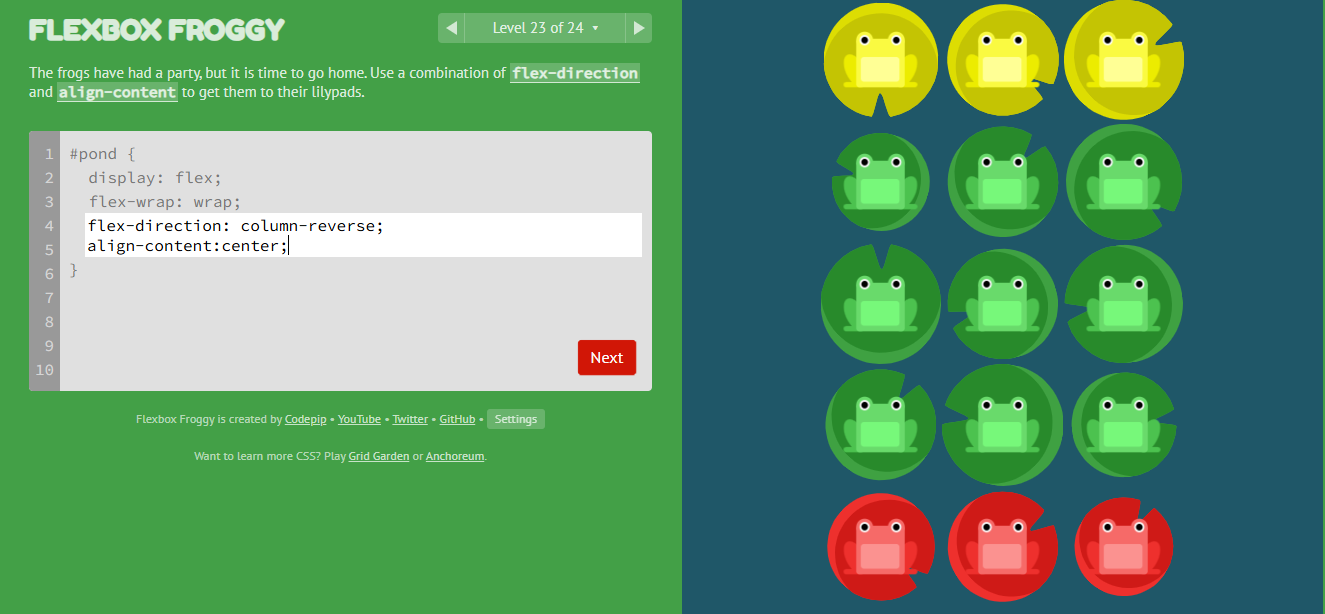 FLEXBOX FROGGY
◀ Level 23 of 24 ▾ ▶
The frogs have had a party, but it is time to go home. Use a combination of flex-direction
and align-content to get them to their lilypads.
1 #pond {
2 display: flex;
3 flex-wrap: wrap;
4 flex-direction: column-reverse;
5 align-content:center;
6 }
7
8
9
10
Next
Flexbox Froggy is created by Codepip • YouTube • Twitter • GitHub • Settings
Want to learn more CSS? Play Grid Garden or Anchoreum.